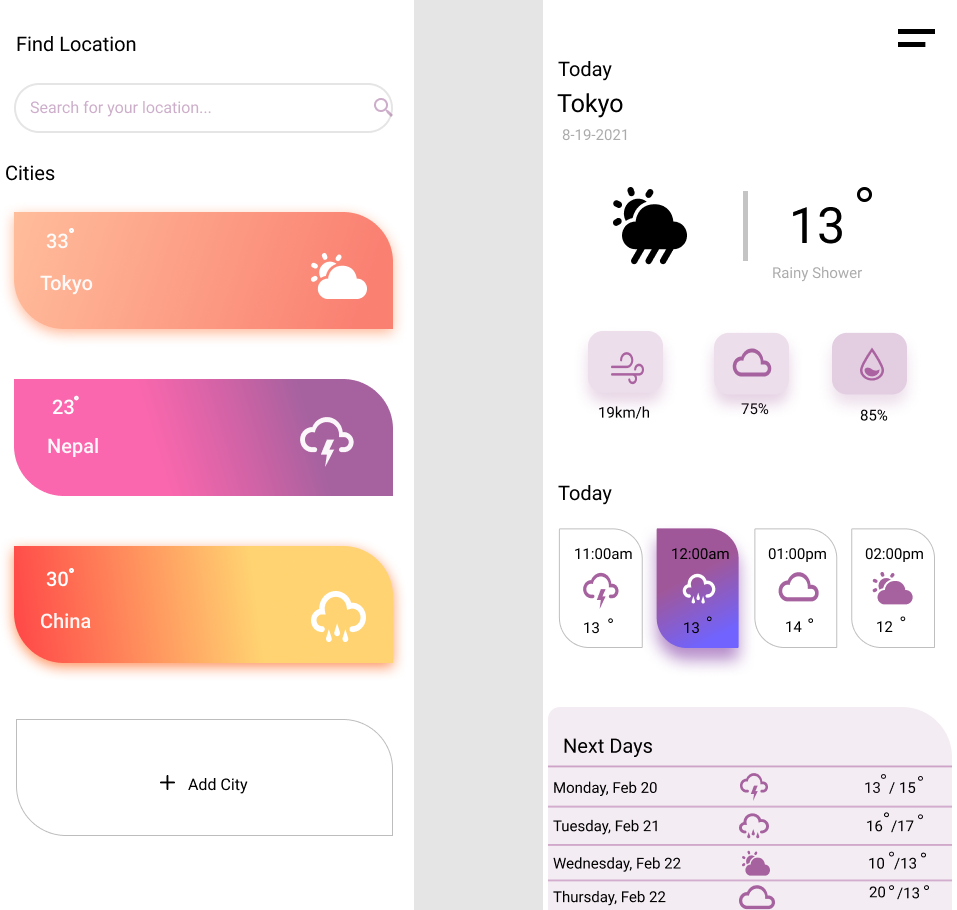 Find Location
Search for your location...
Cities
33°
Tokyo
23°
Nepal
30°
China
+ Add City
Today
Tokyo
8-19-2021
13°
Rainy Shower
19km/h 75% 85%
Today
11:00am 12:00am 01:00pm 02:00pm
13° 13° 14° 12°
Next Days
Monday, Feb 20 13°/ 15°
Tuesday, Feb 21 16°/17°
Wednesday, Feb 22 10°/13°
Thursday, Feb 22 20°/13°